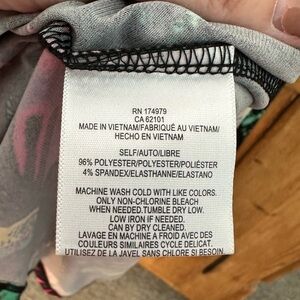 RN 174979
CA 62101
MADE IN VIETNAM/FABRIQUÉ AU VIETNAM/
HECHO EN VIETNAM
SELF/AUTO/LIBRE
96% POLYESTER/POLYESTER/POLIÉSTER
4% SPANDEX/ELASTHANNE/ELASTANO
MACHINE WASH COLD WITH LIKE COLORS.
ONLY NON-CHLORINE BLEACH
WHEN NEEDED.TUMBLE DRY LOW.
LOW IRON IF NEEDED.
CAN BY DRY CLEANED.
LAVAGE EN MACHINE A FROID AVEC DES
COULEURS SIMILAIRES CYCLE DELICAT.
UTILISEZ DE LA JAVEL SANS CHLORE SI BESOIN